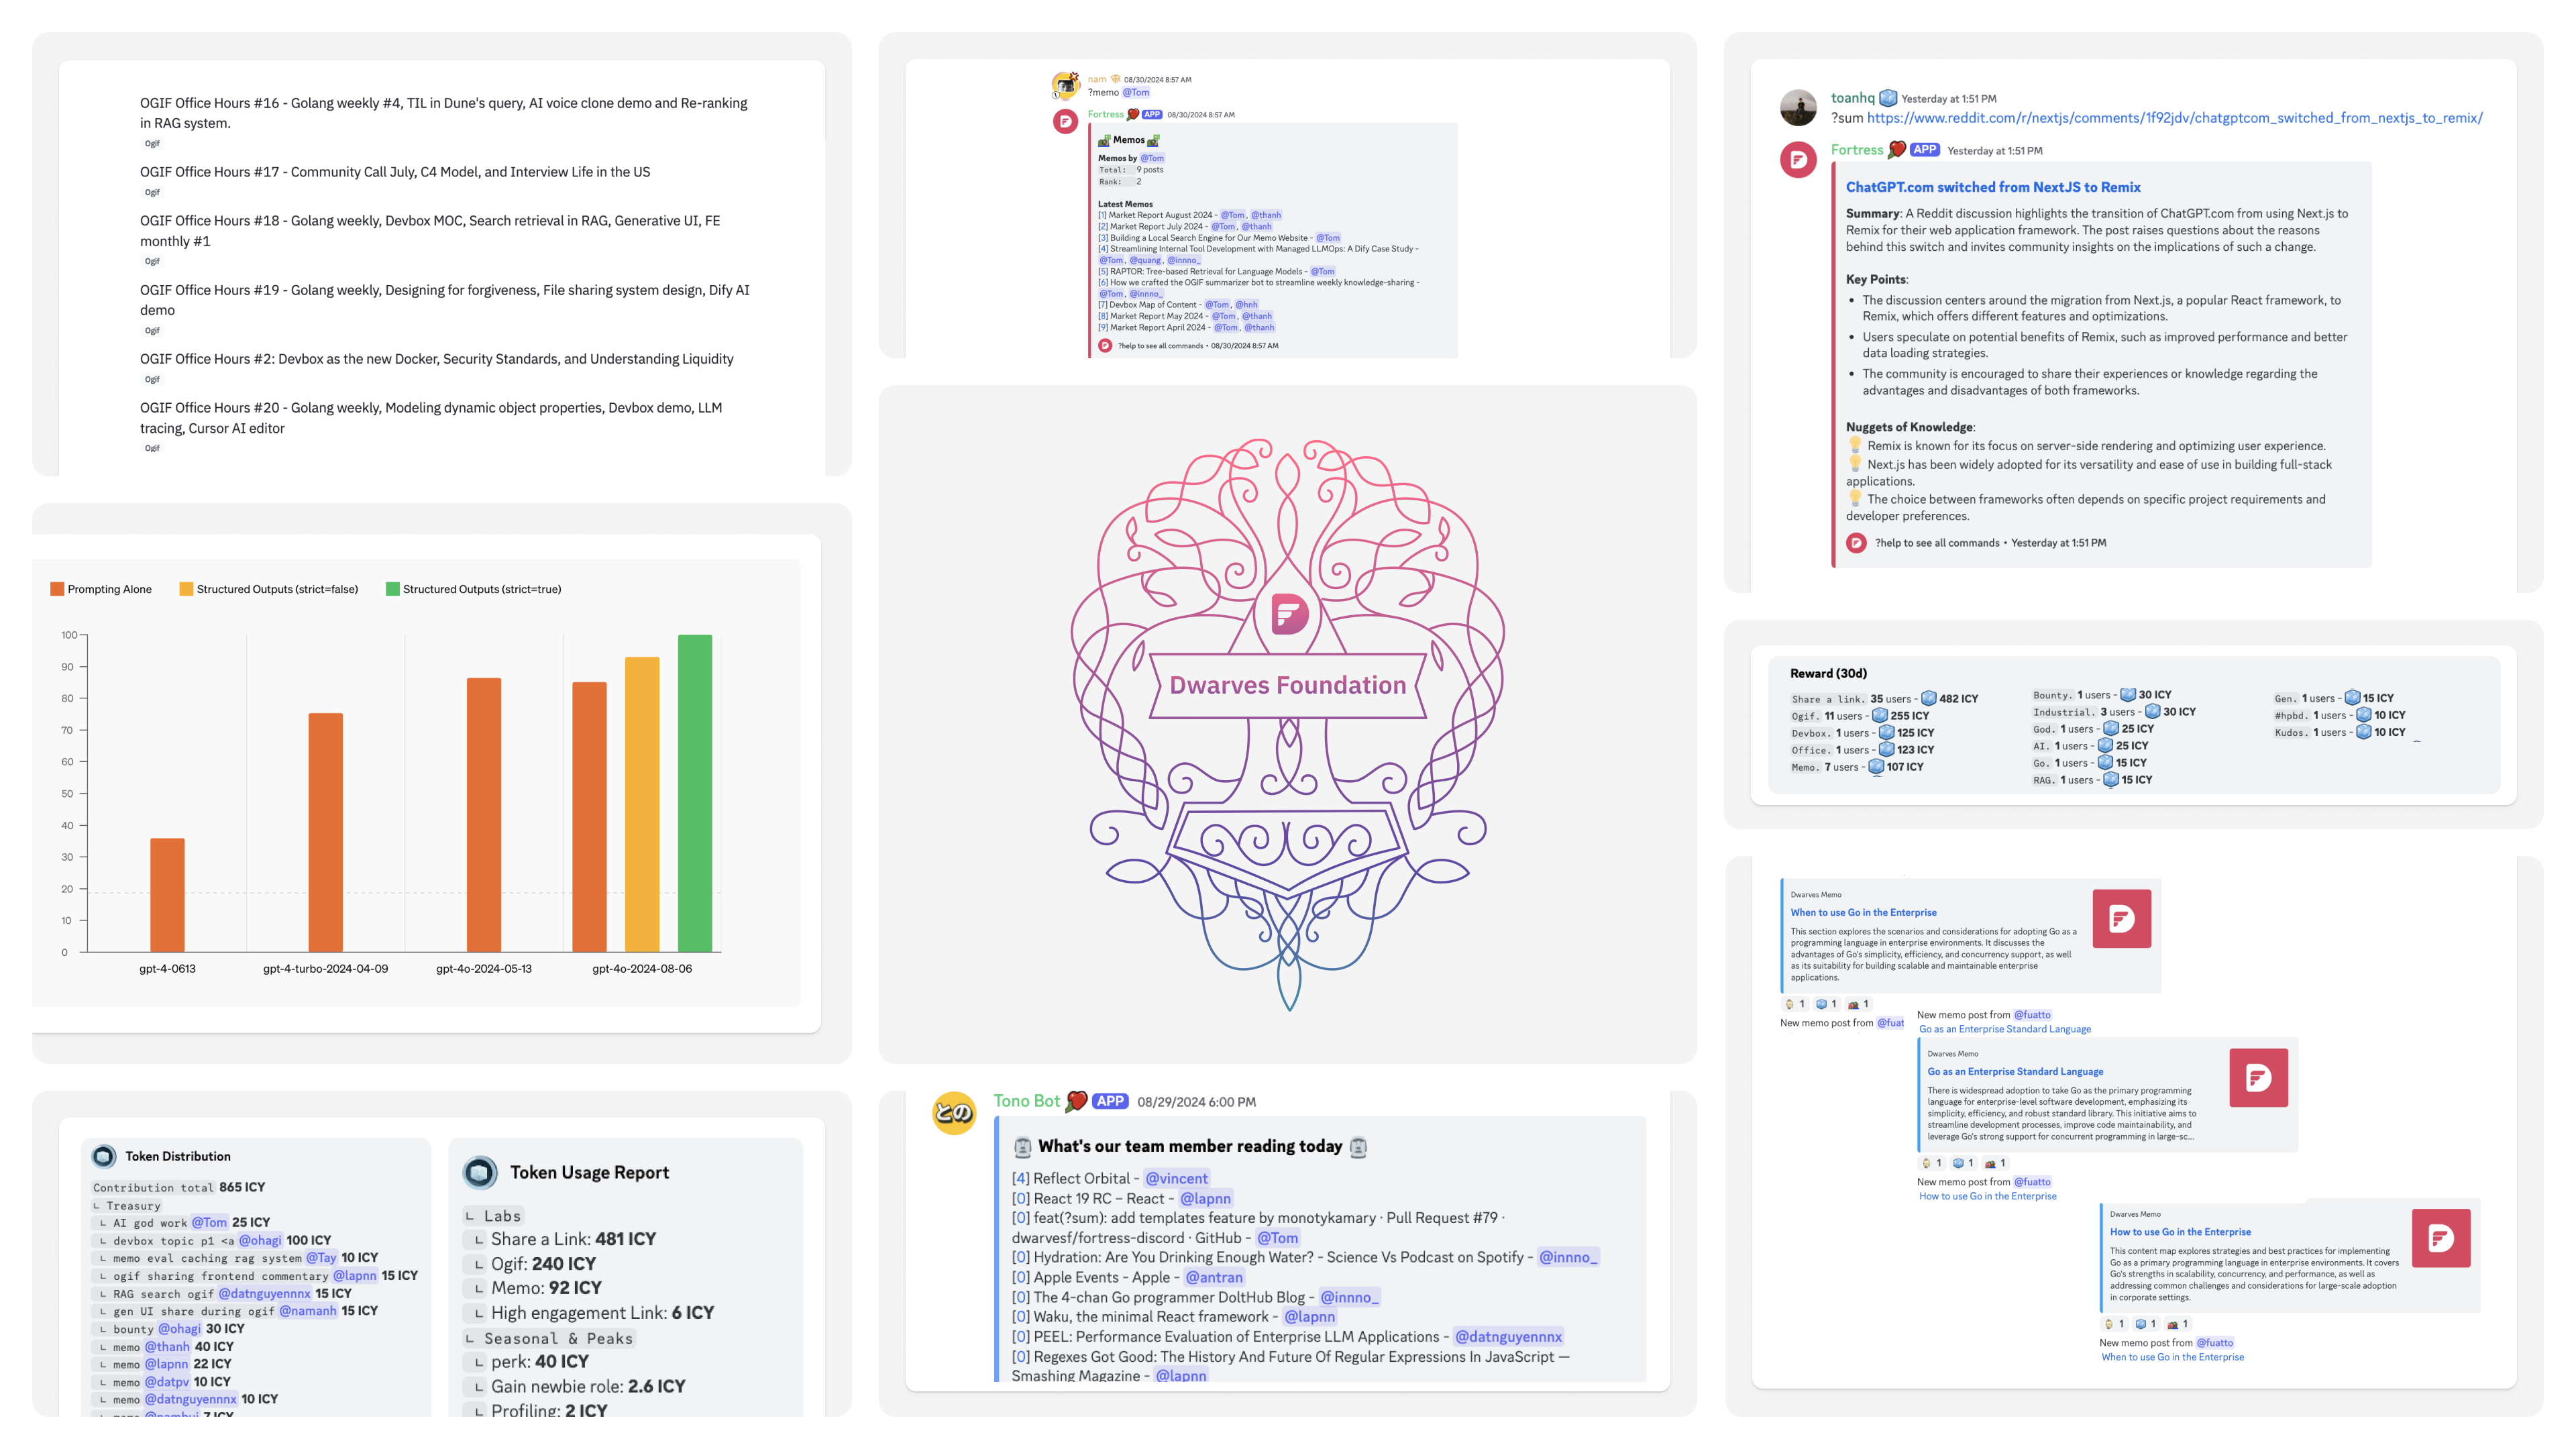 OGIF Office Hours #16 - Golang weekly #4, TIL in Dune's query, AI voice clone demo and Re-ranking
in RAG system.
Ogif
OGIF Office Hours #17 - Community Call July, C4 Model, and Interview Life in the US
Ogif
OGIF Office Hours #18 - Golang weekly, Devbox MOC, Search retrieval in RAG, Generative UI, FE
monthly #1
Ogif
OGIF Office Hours #19 - Golang weekly, Designing for forgiveness, File sharing system design, Dify AI
demo
Ogif
OGIF Office Hours #2: Devbox as the new Docker, Security Standards, and Understanding Liquidity
Ogif
OGIF Office Hours #20 - Golang weekly, Modeling dynamic object properties, Devbox demo, LLM
tracing, Cursor AI editor
Ogif
Prompting Alone
Structured Outputs (strict=false)
Structured Outputs (strict=true)
100
90
80
70
60
50
40
30
20
10
0
gpt-4-0613
gpt-4-turbo-2024-04-09
gpt-4o-2024-05-13
gpt-4o-2024-08-06
Token Distribution
Contribution total 865 ICY
Treasury
AI god work @Tom 25 ICY
devbox topic p1 <a @ohagi 100 ICY
memo eval caching rag system @Tay 10 ICY
ogif sharing frontend commentary @lapnn 15 ICY
RAG search ogif @datnguyennnx 15 ICY
gen UI share during ogif @namanh 15 ICY
bounty @ohagi 30 ICY
memo @thanh 40 ICY
memo @lapnn 22 ICY
memo @datpv 10 ICY
memo @datnguyennnx 10 ICY
Token Usage Report
Labs
Share a Link: 481 ICY
Ogif: 240 ICY
Memo: 92 ICY
High engagement Link: 6 ICY
Seasonal & Peaks
perk: 40 ICY
Gain newbie role: 2.6 ICY
Profiling: 2 ICY
nam 08/30/2024 8:57 AM
?memo @Tom
Fortress APP 08/30/2024 8:57 AM
Memos
Memos by @Tom
Total: 9 posts
Rank: 2
Latest Memos
[1] Market Report August 2024 - @Tom, @thanh
[2] Market Report July 2024 - @Tom, @thanh
[3] Building a Local Search Engine for Our Memo Website - @Tom
[4] Streamlining Internal Tool Development with Managed LLMOps: A Dify Case Study -
@Tom, @quang, @innno_
[5] RAPTOR: Tree-based Retrieval for Language Models - @Tom
[6] How we crafted the OGIF summarizer bot to streamline weekly knowledge-sharing -
@Tom, @innno_
[7] Devbox Map of Content - @Tom, @hnh
[8] Market Report May 2024 - @Tom, @thanh
[9] Market Report April 2024 - @Tom, @thanh
?help to see all commands • 08/30/2024 8:57 AM
Dwarves Foundation
との
Tono Bot APP 08/29/2024 6:00 PM
What's our team member reading today
[4] Reflect Orbital - @vincent
[0] React 19 RC – React - @lapnn
[0] feat(?sum): add templates feature by monotykamary · Pull Request #79 ·
dwarvesf/fortress-discord · GitHub - @Tom
[0] Hydration: Are You Drinking Enough Water? - Science Vs Podcast on Spotify - @innno_
[0] Apple Events - Apple - @antran
[0] The 4-chan Go programmer DoltHub Blog - @innno_
[0] Waku, the minimal React framework - @lapnn
[0] PEEL: Performance Evaluation of Enterprise LLM Applications - @datnguyennnx
[0] Regexes Got Good: The History And Future Of Regular Expressions In JavaScript —
Smashing Magazine - @lapnn
toanhq Yesterday at 1:51 PM
?sum https://www.reddit.com/r/nextjs/comments/1f92jdv/chatgptcom_switched_from_nextjs_to_remix/
Fortress APP Yesterday at 1:51 PM
ChatGPT.com switched from NextJS to Remix
Summary: A Reddit discussion highlights the transition of ChatGPT.com from using Next.js to
Remix for their web application framework. The post raises questions about the reasons
behind this switch and invites community insights on the implications of such a change.
Key Points:
• The discussion centers around the migration from Next.js, a popular React framework, to
Remix, which offers different features and optimizations.
• Users speculate on potential benefits of Remix, such as improved performance and better
data loading strategies.
• The community is encouraged to share their experiences or knowledge regarding the
advantages and disadvantages of both frameworks.
Nuggets of Knowledge:
Remix is known for its focus on server-side rendering and optimizing user experience.
Next.js has been widely adopted for its versatility and ease of use in building full-stack
applications.
The choice between frameworks often depends on specific project requirements and
developer preferences.
?help to see all commands • Yesterday at 1:51 PM
Reward (30d)
Share a link. 35 users - 482 ICY
Ogif. 11 users - 255 ICY
Devbox. 1 users - 125 ICY
Office. 1 users - 123 ICY
Memo. 7 users - 107 ICY
Bounty. 1 users - 30 ICY
Industrial. 3 users - 30 ICY
God. 1 users - 25 ICY
AI. 1 users - 25 ICY
Go. 1 users - 15 ICY
RAG. 1 users - 15 ICY
Gen. 1 users - 15 ICY
#hpbd. 1 users - 10 ICY
Kudos. 1 users - 10 ICY
Dwarves Memo
When to use Go in the Enterprise
This section explores the scenarios and considerations for adopting Go as a
programming language in enterprise environments. It discusses the
advantages of Go's simplicity, efficiency, and concurrency support, as well
as its suitability for building scalable and maintainable enterprise
applications.
1 1 1
New memo post from @fuat
New memo post from @fuatto
Go as an Enterprise Standard Language
Dwarves Memo
Go as an Enterprise Standard Language
There is widespread adoption to take Go as the primary programming
language for enterprise-level software development, emphasizing its
simplicity, efficiency, and robust standard library. This initiative aims to
streamline development processes, improve code maintainability, and
leverage Go's strong support for concurrent programming in large-sc...
1 1 1
New memo post from @fuatto
How to use Go in the Enterprise
Dwarves Memo
How to use Go in the Enterprise
This content map explores strategies and best practices for implementing
Go as a primary programming language in enterprise environments. It covers
Go's strengths in scalability, concurrency, and performance, as well as
addressing common challenges and considerations for large-scale adoption
in corporate settings.
1 1 1
New memo post from @fuatto
When to use Go in the Enterprise